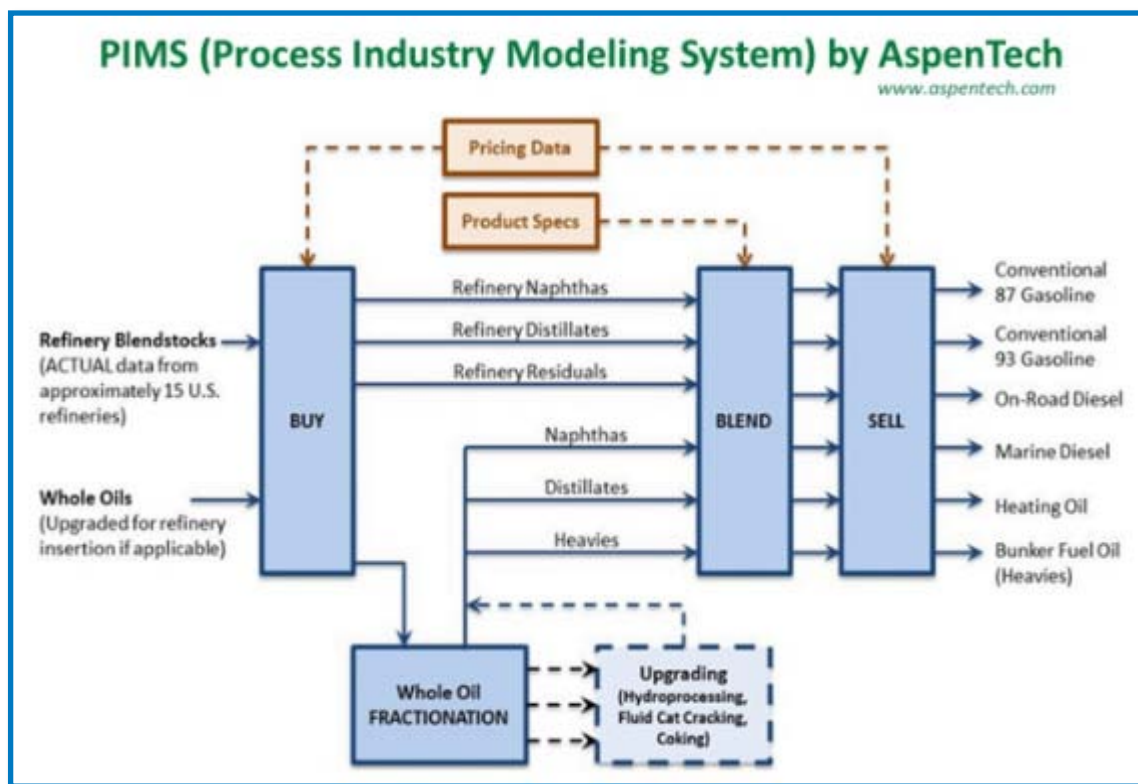 PIMS (Process Industry Modeling System) by AspenTech
www.aspentech.com
Pricing Data
Product Specs
Refinery Blendstocks
(ACTUAL data from
approximately 15 U.S.
refineries)
Whole Oils
(Upgraded for refinery
insertion if applicable)
BUY
Refinery Naphthas
Refinery Distillates
Refinery Residuals
Naphthas
Distillates
Heavies
BLEND
SELL
Conventional
87 Gasoline
Conventional
93 Gasoline
On-Road Diesel
Marine Diesel
Heating Oil
Bunker Fuel Oil
(Heavies)
Whole Oil
FRACTIONATION
Upgrading
(Hydroprocessing,
Fluid Cat Cracking,
Coking)